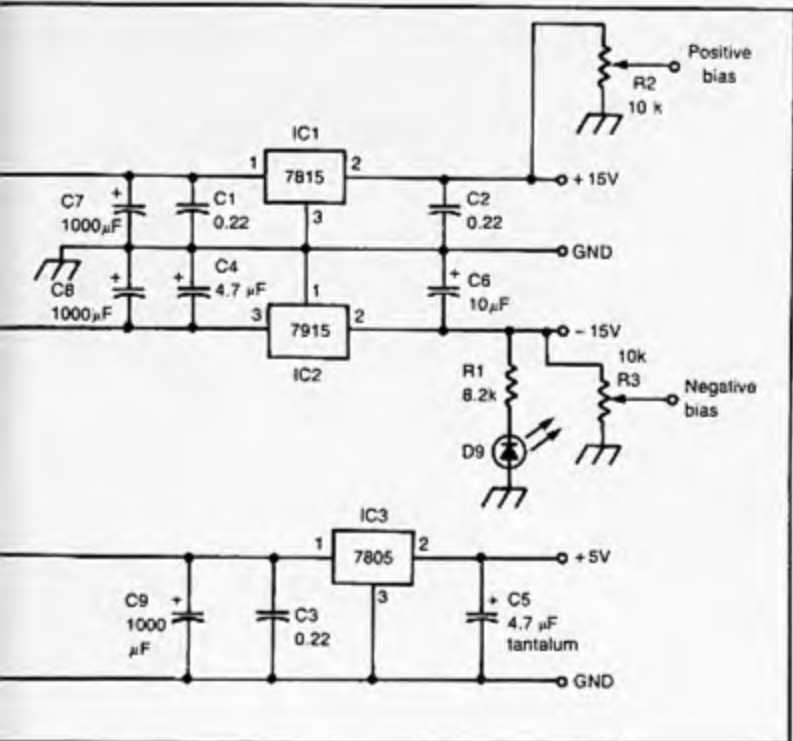 Positive
bias
R2
10 k
IC1
1
7815
2
3
C7
+
1000µF
C1
0.22
C2
0.22
+ 15V
GND
C8
+
1000µF
+
C4
4.7 µF
+
C6
10µF
1
3
7915
2
IC2
- 15V
R1
8.2k
10k
R3
Negative
bias
D9
IC3
1
7805
2
3
+ 5V
C9
+
1000
µF
C3
0.22
+
C5
4.7 µF
tantalum
GND